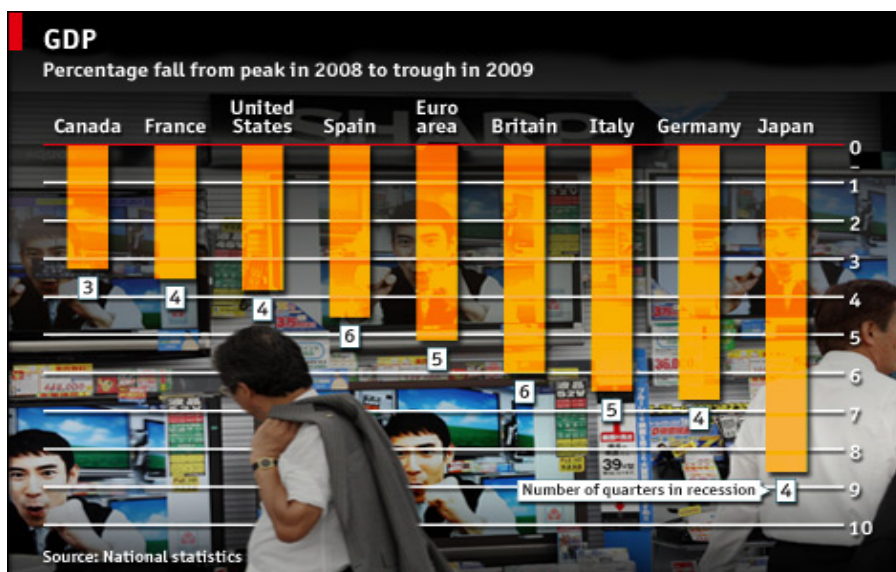 GDP
Percentage fall from peak in 2008 to trough in 2009
Canada
France
United
States
Spain
Euro
area
Britain
Italy
Germany
Japan
0
1
2
3
4
5
6
7
8
9
10
3
4
4
6
5
6
5
4
Number of quarters in recession
4
SHARP
39
Source: National statistics